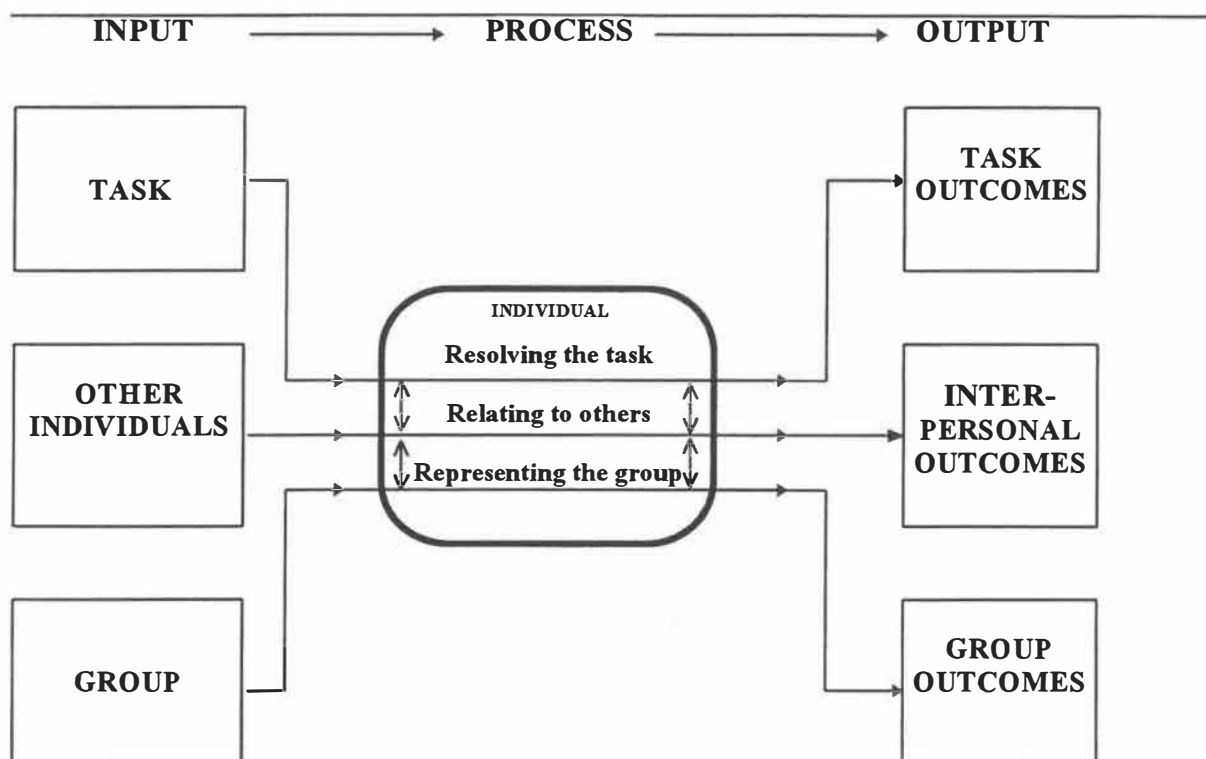 INPUT PROCESS OUTPUT
TASK
TASK
OUTCOMES
INDIVIDUAL
Resolving the task
OTHER
INDIVIDUALS
Relating to others
INTER-
PERSONAL
OUTCOMES
Representing the group
GROUP
GROUP
OUTCOMES